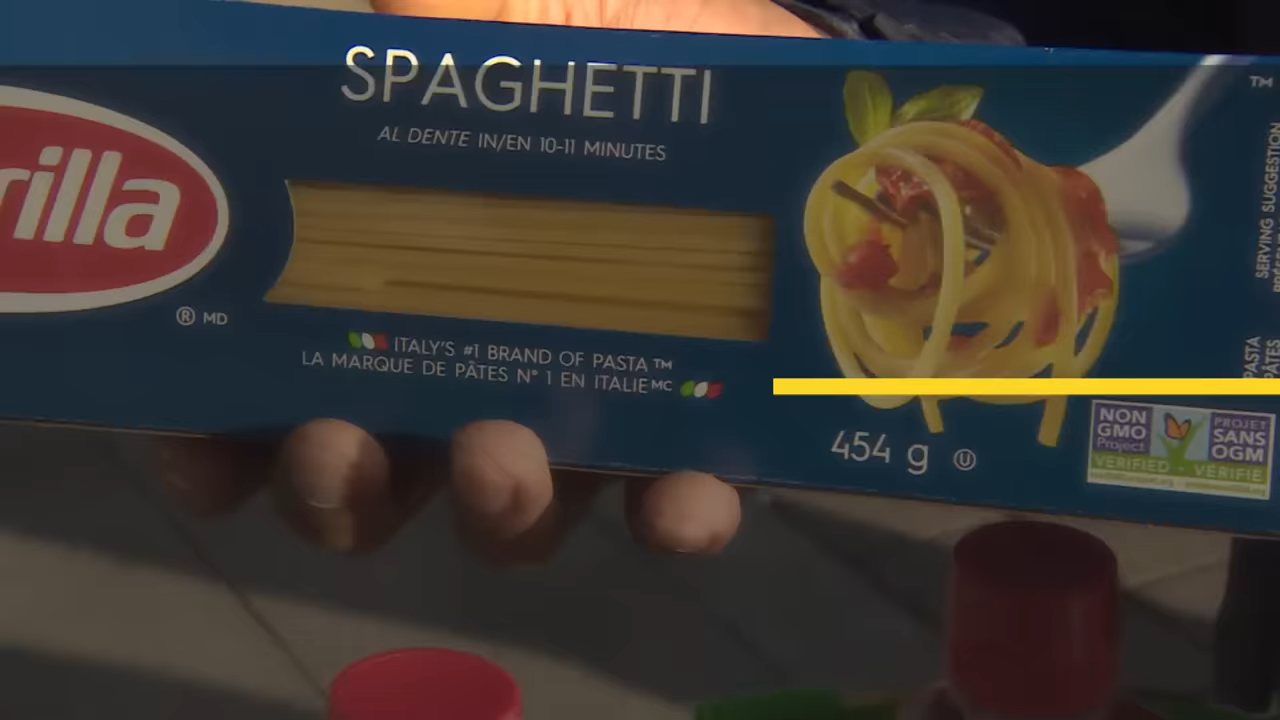 SPAGHETTI
AL DENTE IN/EN 10-11 MINUTES
rilla
® MD
ITALY'S #1 BRAND OF PASTA™
LA MARQUE DE PÂTES N° 1 EN ITALIE MC
454 g Ⓤ
NON GMO Project
PROJET SANS OGM
VERIFIED · VÉRIFIÉ
TM
SERVING SUGGESTION
PASTA
PÂTES